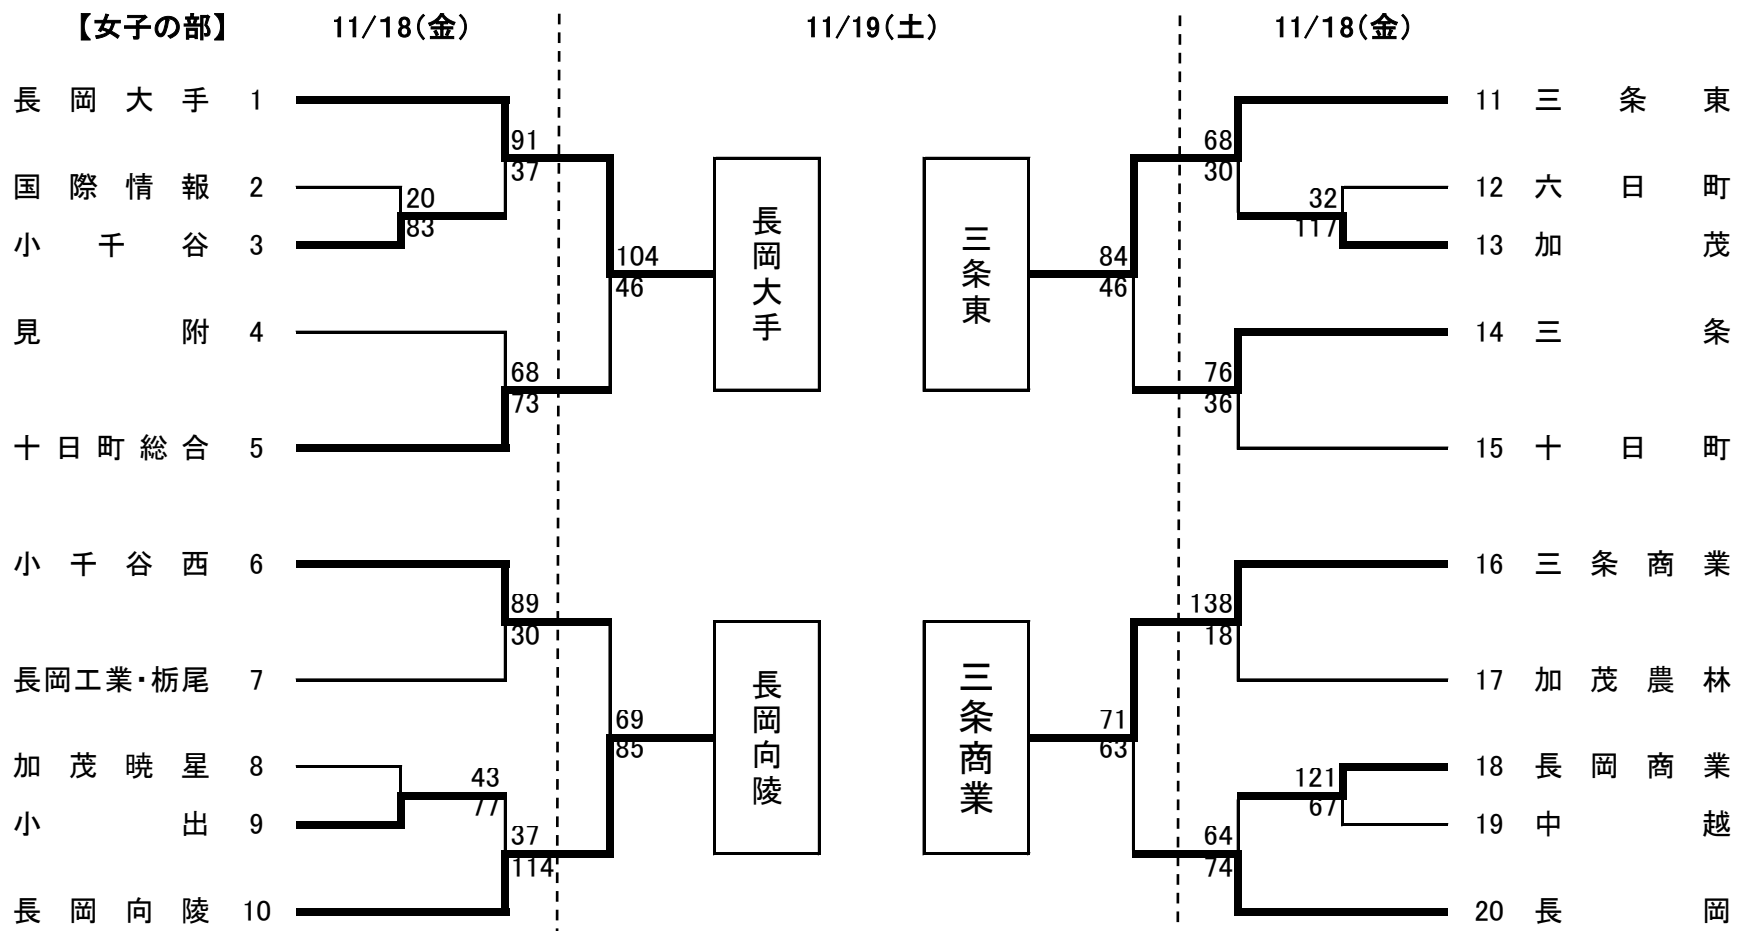 【女子の部】 11/18(金) 11/19(土) 11/18(金)
長岡大手 1
91
37
国際情報 2
20
83
小千谷 3
104
46
見附 4
68
73
十日町総合 5
小千谷西 6
89
30
長岡工業・栃尾 7
69
85
加茂暁星 8
43
77
小出 9
37
114
長岡向陵 10
長岡大手
長岡向陵
三条東
三条商業
11 三条東
68
30
12 六日町
32
117
13 加茂
84
46
14 三条
76
36
15 十日町
16 三条商業
138
18
17 加茂農林
71
63
18 長岡商業
121
67
19 中越
64
74
20 長岡